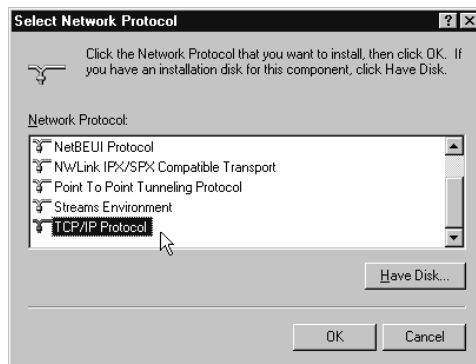 Select Network Protocol
Click the Network Protocol that you want to install, then click OK. If
you have an installation disk for this component, click Have Disk.
Network Protocol:
NetBEUI Protocol
NWLink IPX/SPX Compatible Transport
Point To Point Tunneling Protocol
Streams Environment
TCP/IP Protocol
Have Disk...
OK
Cancel